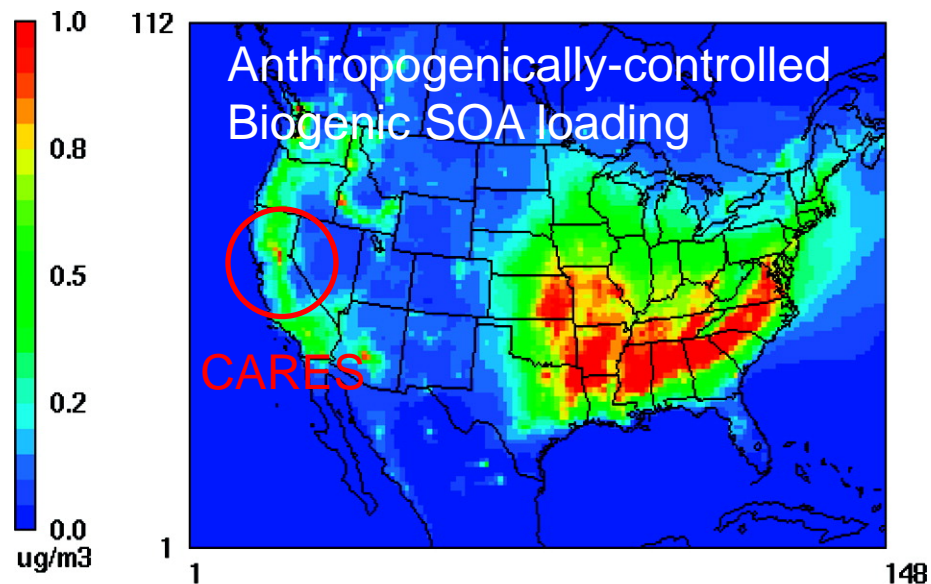 1.0
0.8
0.5
0.2
0.0
ug/m3
112
Anthropogenically-controlled
Biogenic SOA loading
CARES
1
1
148